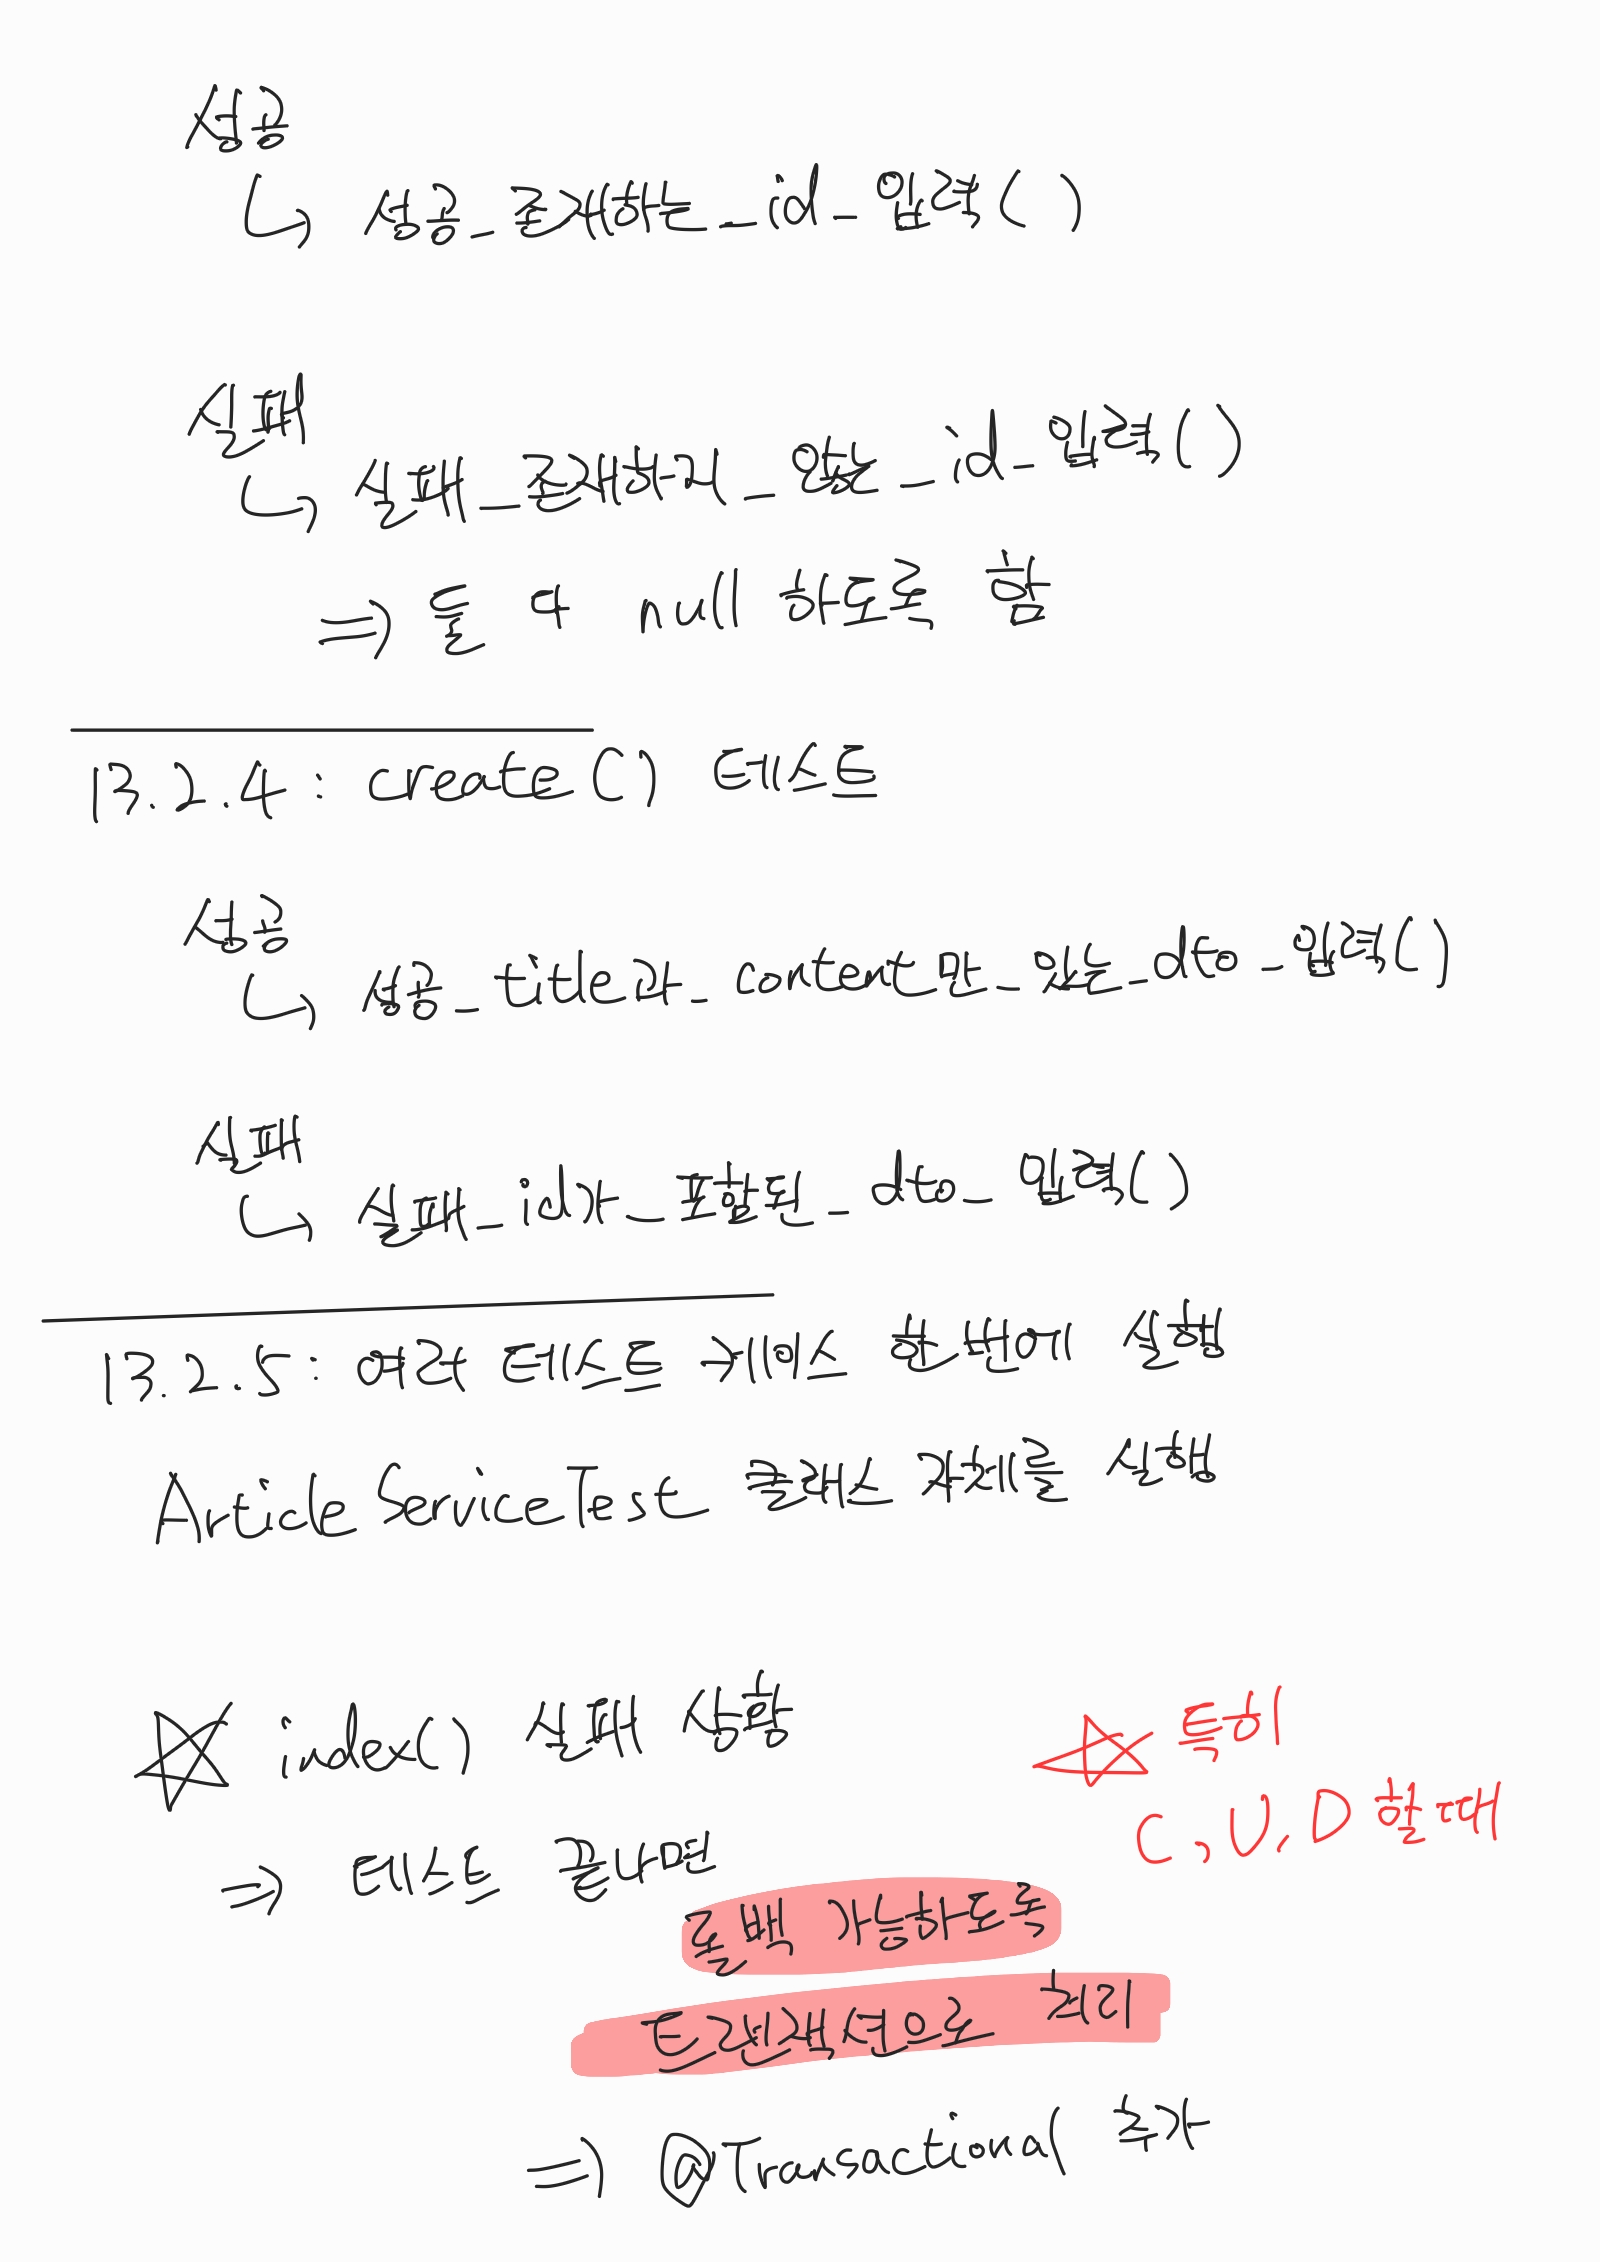 성공
↳ 성공_존재하는_id_입력()
실패
↳ 실패_존재하지_않는_id_입력()
⇒ 둘 다 null 하도록 함
13.2.4: create() 테스트
성공
↳ 성공_title과_content만_있는_dto_입력()
실패
↳ 실패_id가_포함된_dto_입력()
13.2.5: 여러 테스트 케이스 한번에 실행
ArticleServiceTest 클래스 자체를 실행
☆ index() 실패 상황
⇒ 테스트 끝나면
롤백 가능하도록
트랜잭션으로 처리
⇒ @Transactional 추가
☆ 특히
C, U, D 할 때